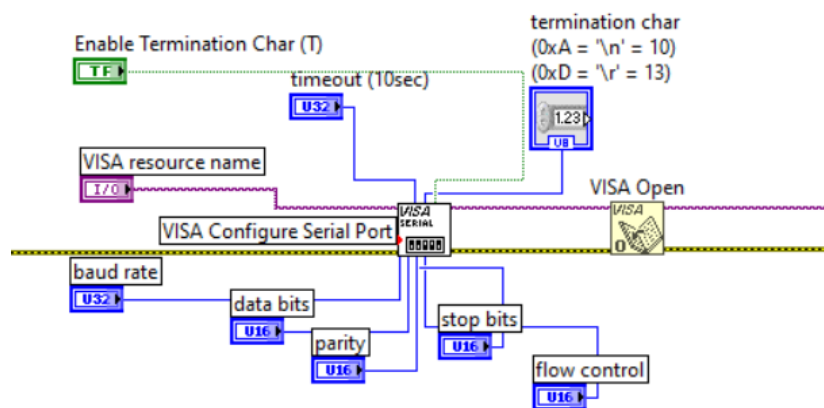 termination char
(0xA = '\n' = 10)
(0xD = '\r' = 13)
Enable Termination Char (T)
TF
timeout (10sec)
U32
1.23
U8
VISA resource name
I/O
VISA Open
VISA
SERIAL
VISA
VISA Configure Serial Port
0
baud rate
U32
data bits
U16
stop bits
U16
parity
U16
flow control
U16